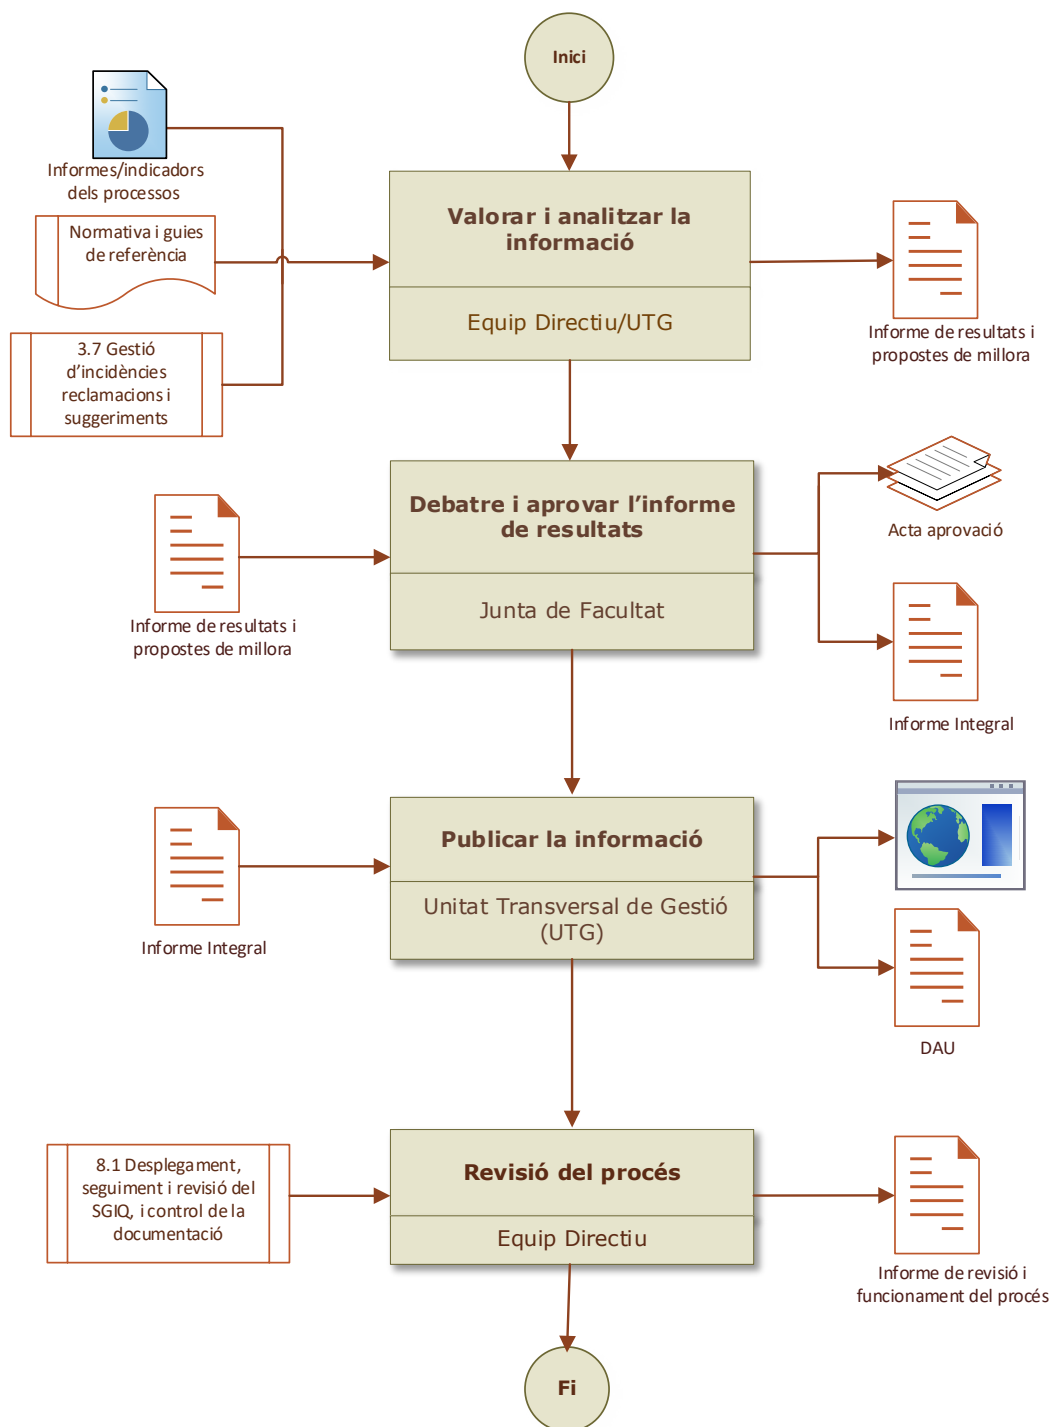 Inici
Informes/indicadors
dels processos
Normativa i guies
de referència
3.7 Gestió
d’incidències
reclamacions i
suggeriments
Valorar i analitzar la
informació
Equip Directiu/UTG
Informe de resultats i
propostes de millora
Informe de resultats i
propostes de millora
Debatre i aprovar l’informe
de resultats
Junta de Facultat
Acta aprovació
Informe Integral
Informe Integral
Publicar la informació
Unitat Transversal de Gestió
(UTG)
DAU
8.1 Desplegament,
seguiment i revisió del
SGIQ, i control de la
documentació
Revisió del procés
Equip Directiu
Informe de revisió i
funcionament del procés
Fi